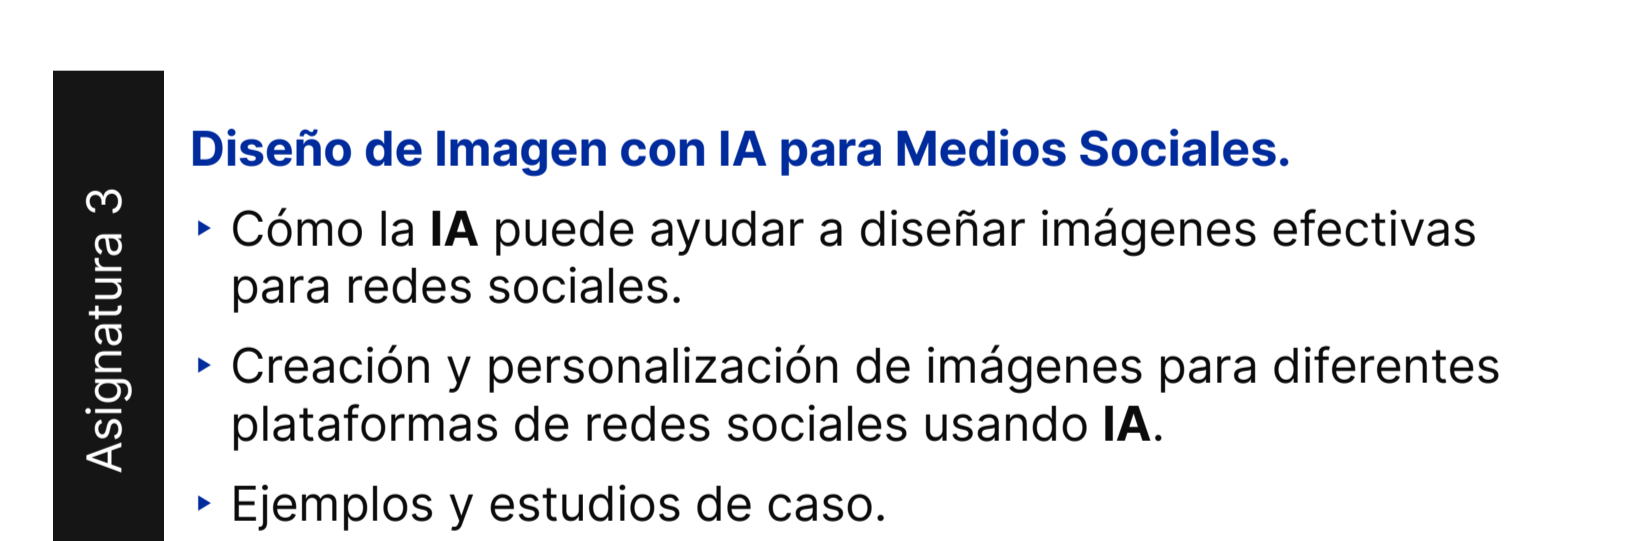 Asignatura 3
Diseño de Imagen con IA para Medios Sociales.
‣ Cómo la IA puede ayudar a diseñar imágenes efectivas
para redes sociales.
‣ Creación y personalización de imágenes para diferentes
plataformas de redes sociales usando IA.
‣ Ejemplos y estudios de caso.